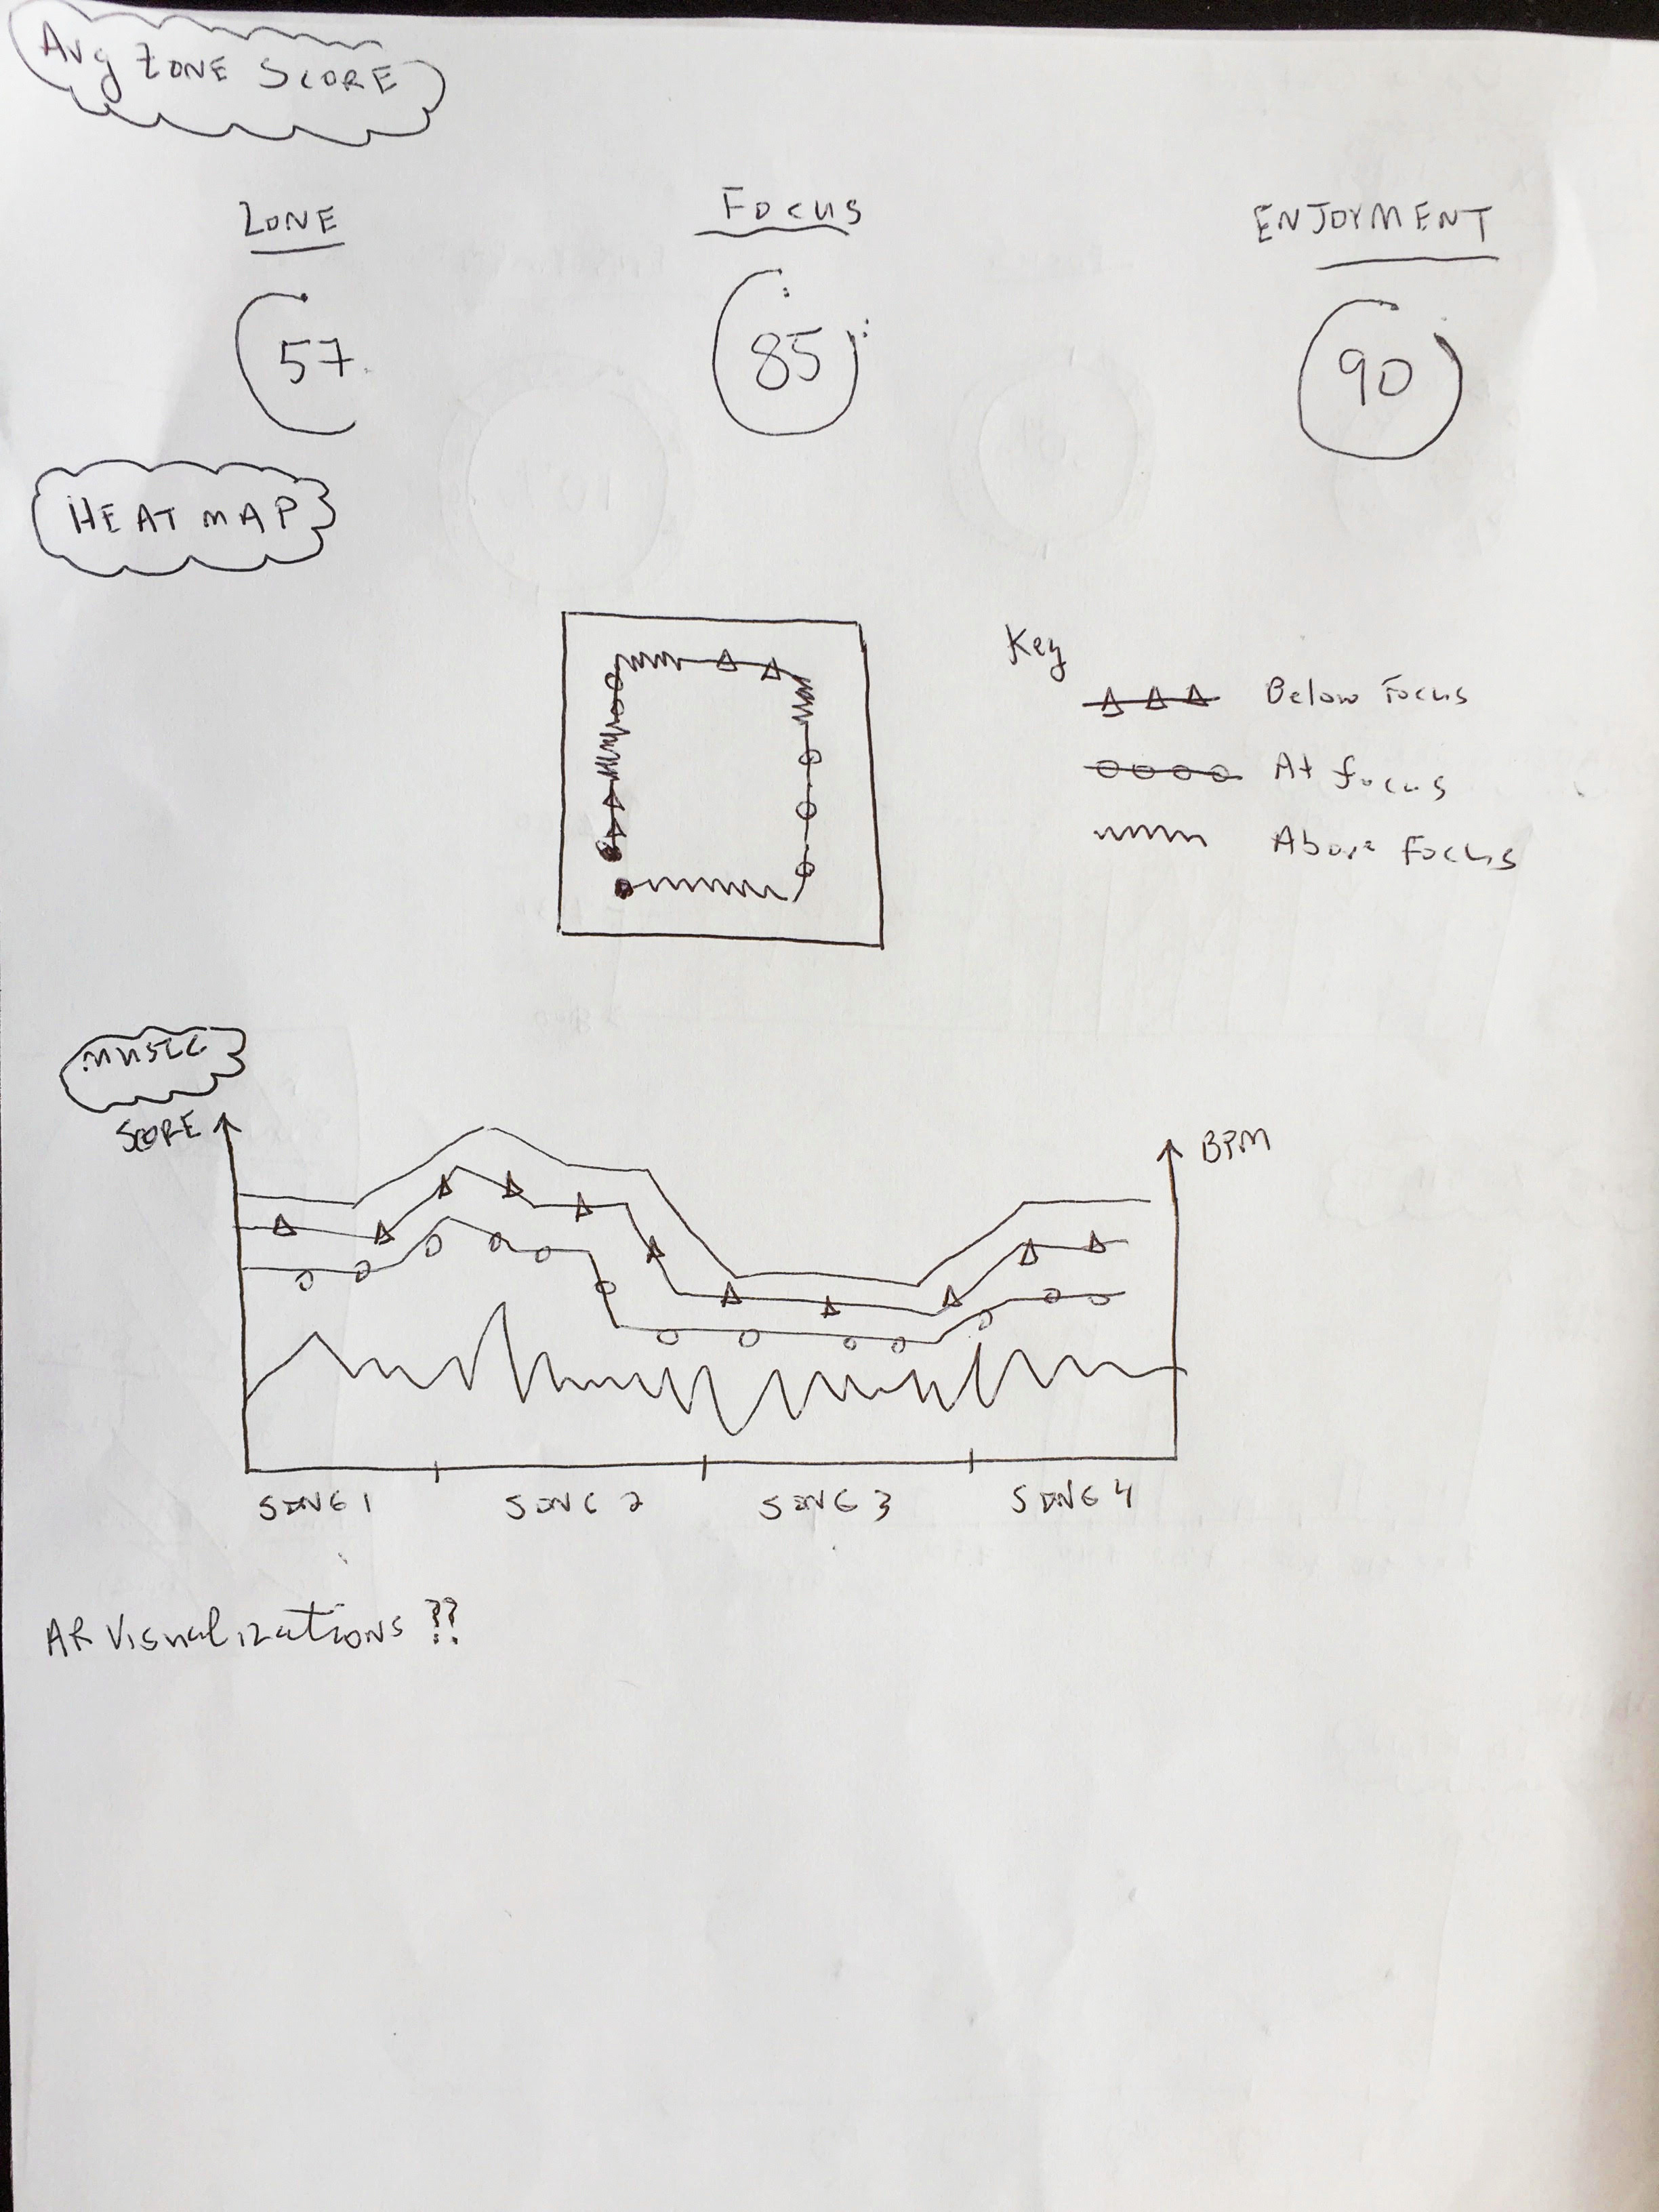 Avg ZONE SCORE
ZONE
FOCUS
ENJOYMENT
57
85
90
HEAT MAP
Key
Below Focus
At focus
Above Focus
MUSIC
SCORE
BPM
SONG 1
SONG 2
SONG 3
SONG 4
AR Visualizations ??